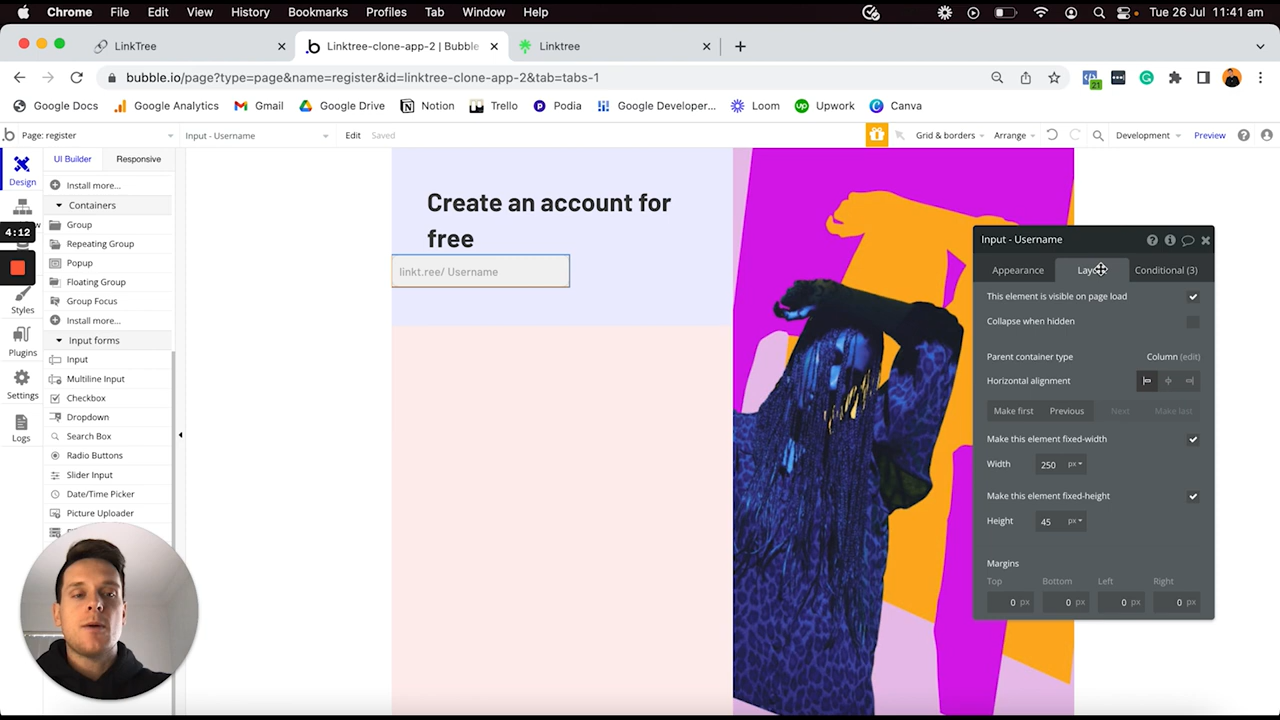 Chrome File Edit View History Bookmarks Profiles Tab Window Help Tue 26 Jul 11:41 am
LinkTree Linktree-clone-app-2 | Bubble Linktree
bubble.io/page?type=page&name=register&id=linktree-clone-app-2&tab=tabs-1 21
Google Docs Google Analytics Gmail Google Drive Notion Trello Podia Google Developer... Loom Upwork Canva
Page: register Input - Username Edit Saved Grid & borders Arrange Development Preview
UI Builder Responsive
Design
Install more...
Containers
Group
4:12
Repeating Group
Popup
Floating Group
Group Focus
Styles
Install more...
Input forms
Plugins
Input
Multiline Input
Settings
Checkbox
Dropdown
Logs
Search Box
Radio Buttons
Slider Input
Date/Time Picker
Picture Uploader
Create an account for
free
linkt.ree/ Username
Input - Username
Appearance Conditional (3)
This element is visible on page load
Collapse when hidden
Parent container type Column (edit)
Horizontal alignment
Make first Previous Next Make last
Make this element fixed-width
Width 250 px
Make this element fixed-height
Height 45 px
Margins
Top Bottom Left Right
0 px 0 px 0 px 0 px